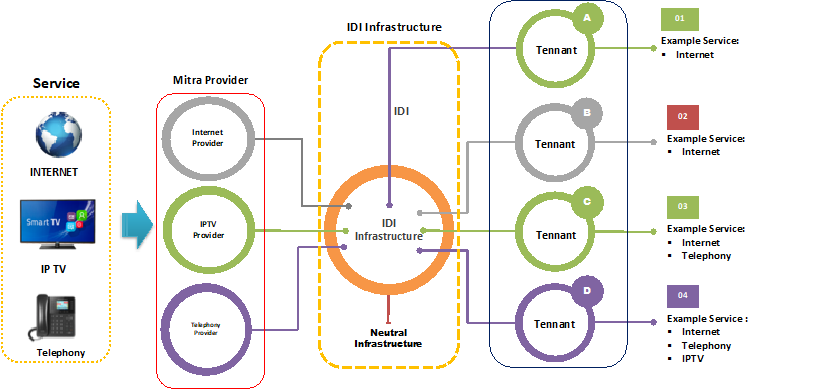 Service
INTERNET
Smart TV
IP TV
Telephony
Mitra Provider
Internet
Provider
IPTV
Provider
Telephony
Provider
IDI Infrastructure
IDI
IDI
Infrastructure
Neutral
Infrastructure
A
Tennant
B
Tennant
C
Tennant
D
Tennant
01
Example Service:
▪ Internet
02
Example Service:
▪ Internet
03
Example Service:
▪ Internet
▪ Telephony
04
Example Service :
▪ Internet
▪ Telephony
▪ IPTV